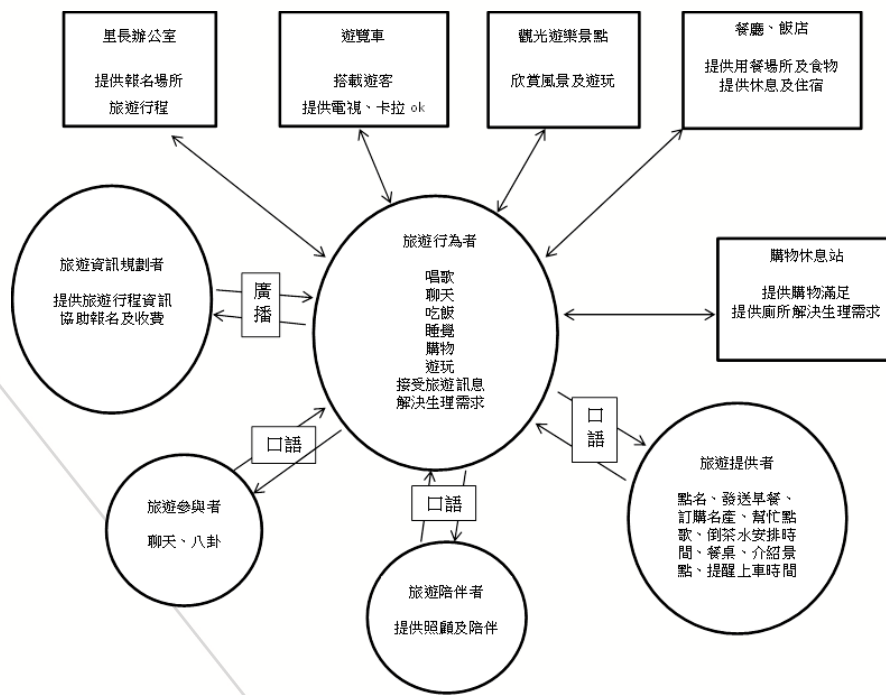 里長辦公室
提供報名場所
旅遊行程
遊覽車
搭載遊客
提供電視、卡拉ok
觀光遊樂景點
欣賞風景及遊玩
餐廳、飯店
提供用餐場所及食物
提供休息及住宿
旅遊資訊規劃者
提供旅遊行程資訊
協助報名及收費
廣
播
旅遊行為者
唱歌
聊天
吃飯
睡覺
購物
遊玩
接受旅遊訊息
解決生理需求
購物休息站
提供購物滿足
提供廁所解決生理需求
口語
旅遊參與者
聊天、八卦
口語
旅遊陪伴者
提供照顧及陪伴
口
語
旅遊提供者
點名、發送早餐、
訂購名產、幫忙點
歌、倒茶水安排時
間、餐桌、介紹景
點、提醒上車時間